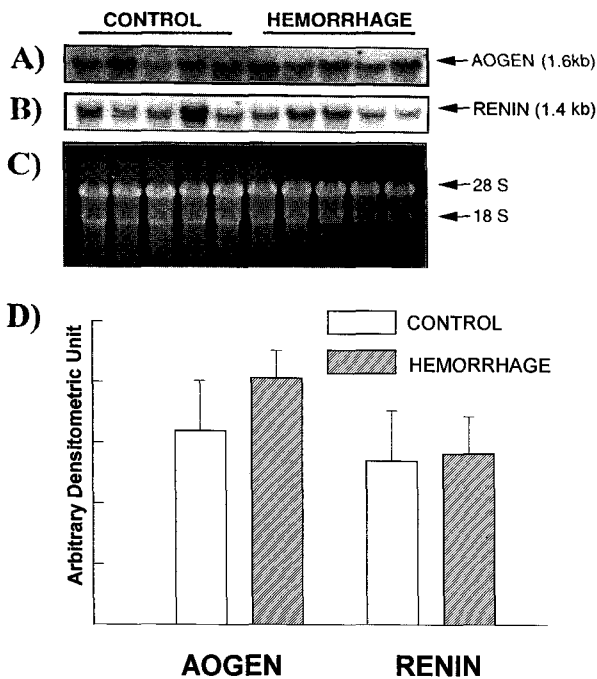 CONTROL HEMORRHAGE
A)
AOGEN (1.6kb)
B)
RENIN (1.4 kb)
C)
28 S
18 S
D)
Arbitrary Densitometric Unit
CONTROL
HEMORRHAGE
AOGEN RENIN